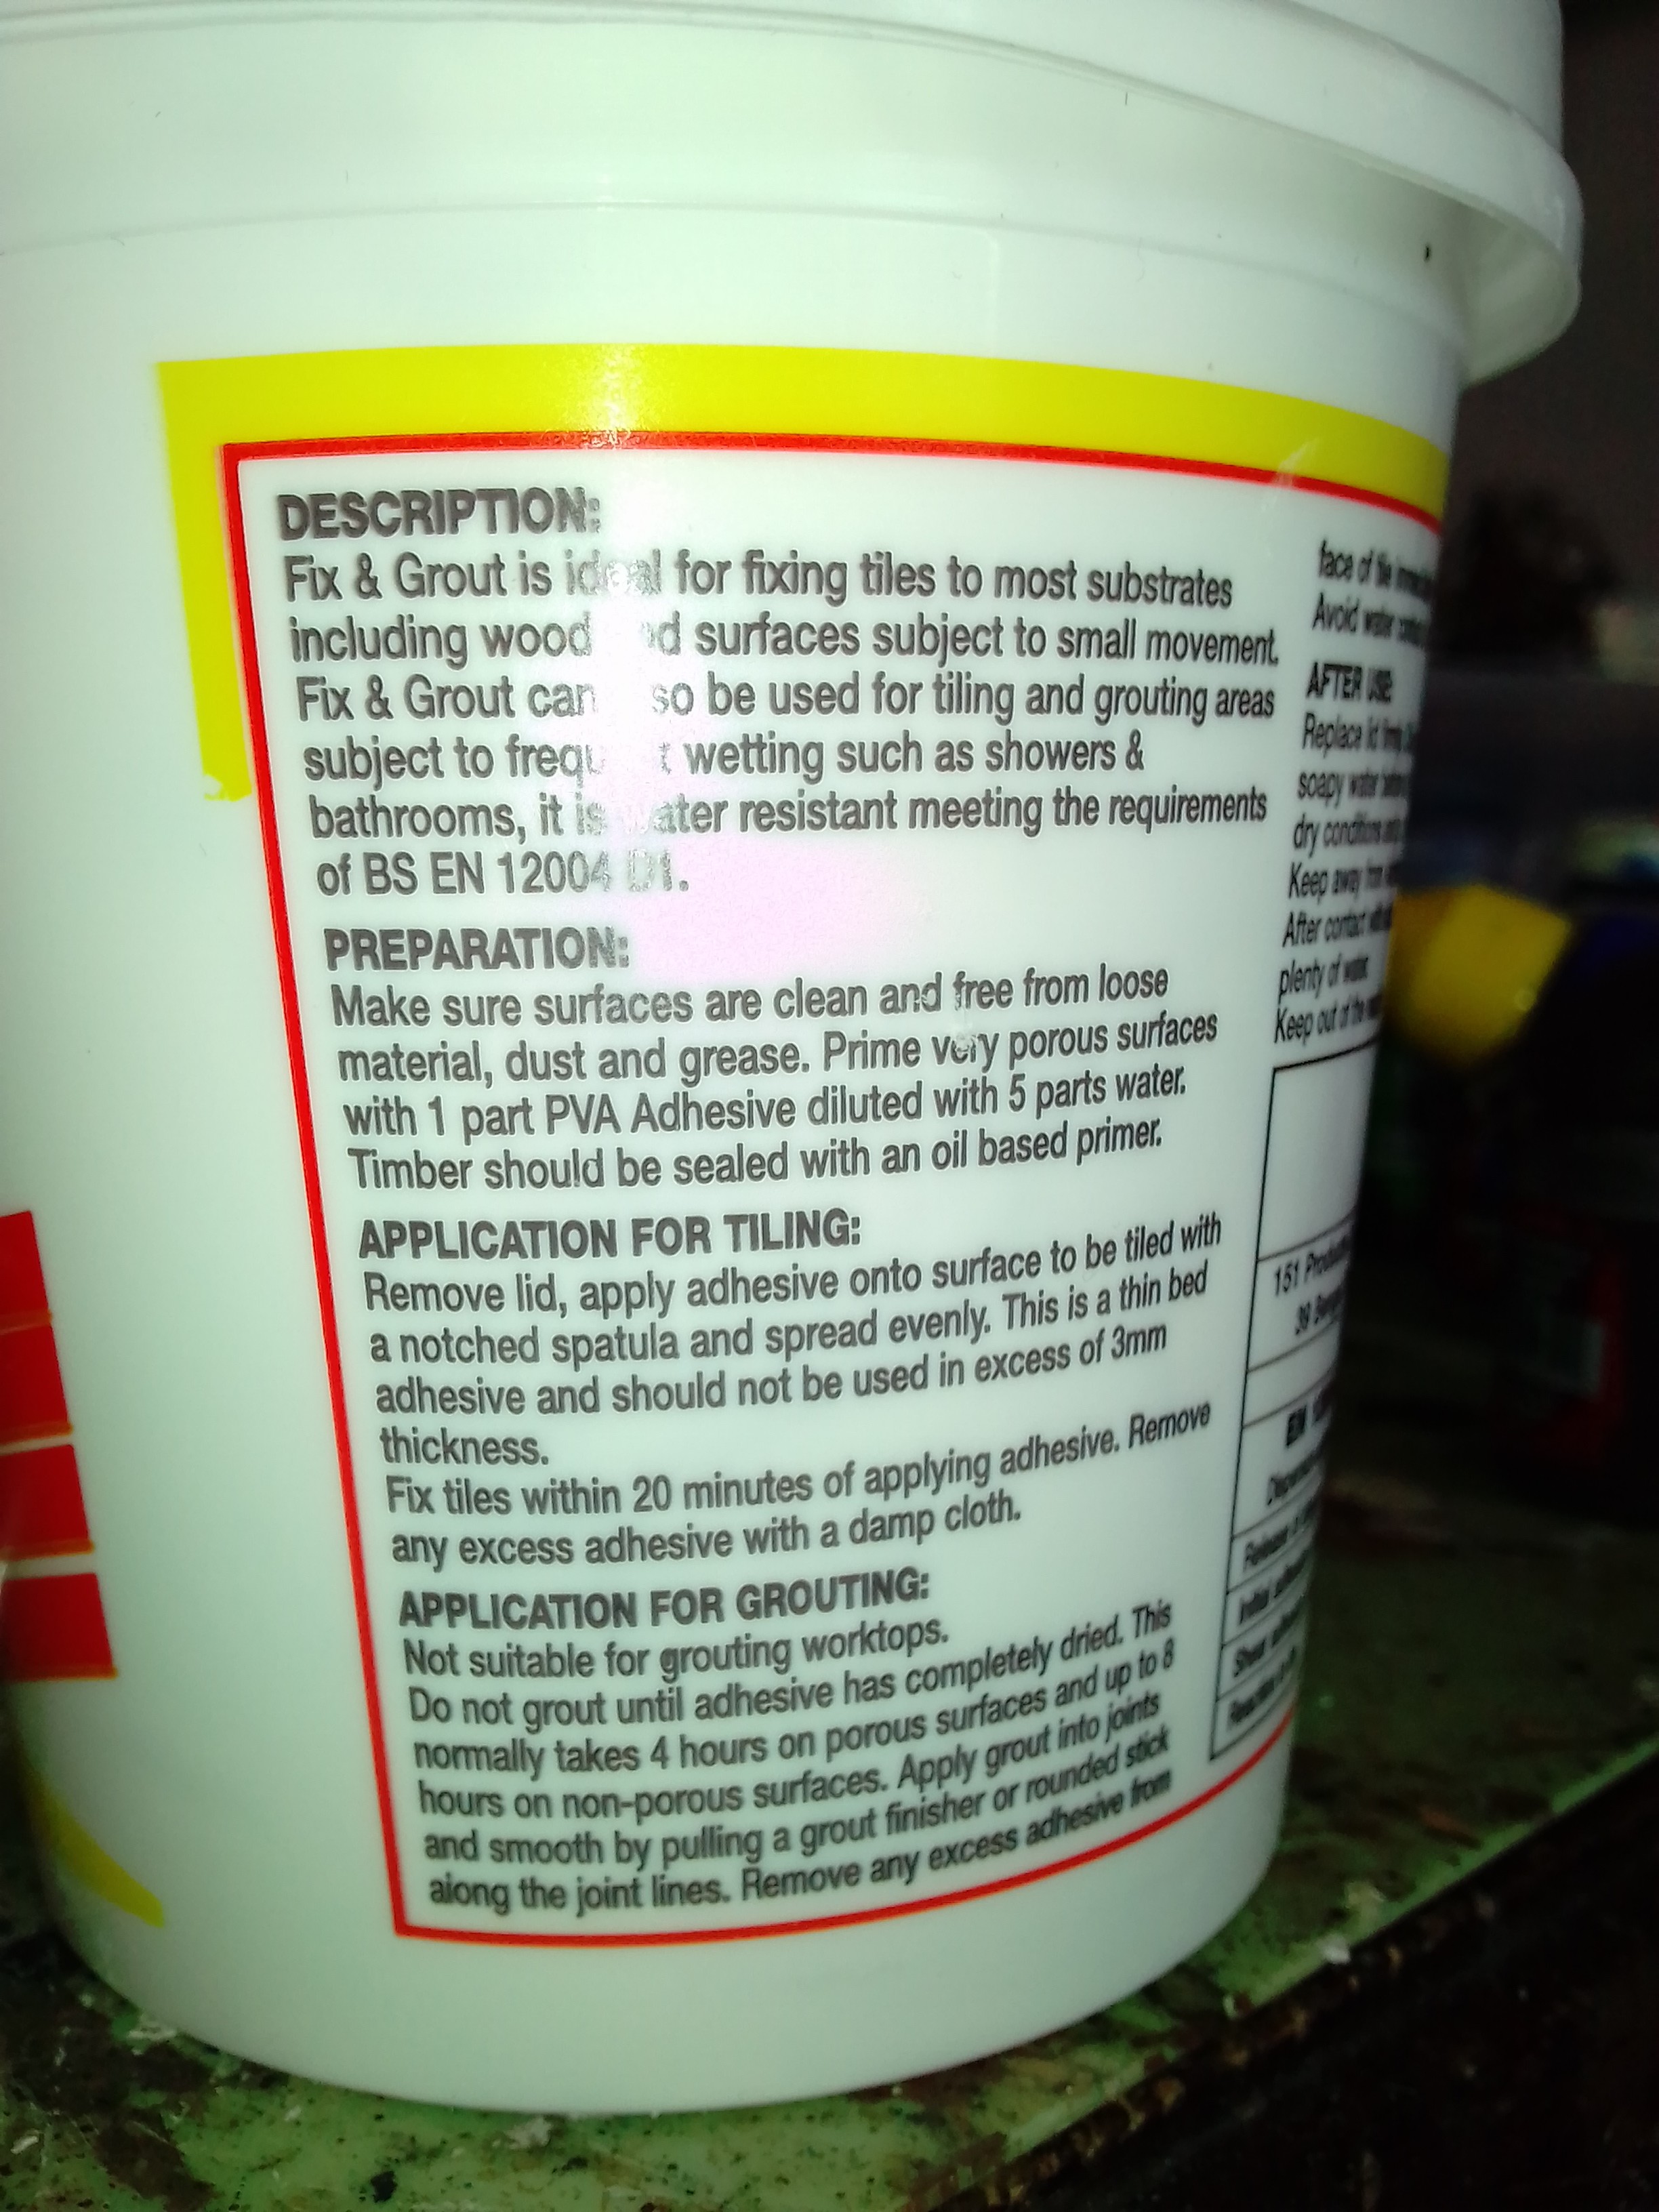 DESCRIPTION:
Fix & Grout is ideal for fixing tiles to most substrates
including wood surfaces subject to small movement.
Fix & Grout can be used for tiling and grouting areas
subject to wetting such as showers &
bathrooms, it is water resistant meeting the requirements
of BS EN 12004 D1.
PREPARATION:
Make sure surfaces are clean and free from loose
material, dust and grease. Prime very porous surfaces
with 1 part PVA Adhesive diluted with 5 parts water.
Timber should be sealed with an oil based primer.
APPLICATION FOR TILING:
Remove lid, apply adhesive onto surface to be tiled with
a notched spatula and spread evenly. This is a thin bed
adhesive and should not be used in excess of 3mm
thickness.
Fix tiles within 20 minutes of applying adhesive. Remove
any excess adhesive with a damp cloth.
APPLICATION FOR GROUTING:
Not suitable for grouting worktops.
Do not grout until adhesive has completely dried. This
normally takes 4 hours on porous surfaces and up to 8
hours on non-porous surfaces. Apply grout into joints
and smooth by pulling a grout finisher or rounded stick
along the joint lines. Remove any excess adhesive from
face of tile
Avoid water
AFTER USE:
Replace lid
soapy water
dry conditions
Keep away from
After contact with
plenty of water.
Keep out of the
151
39
EN